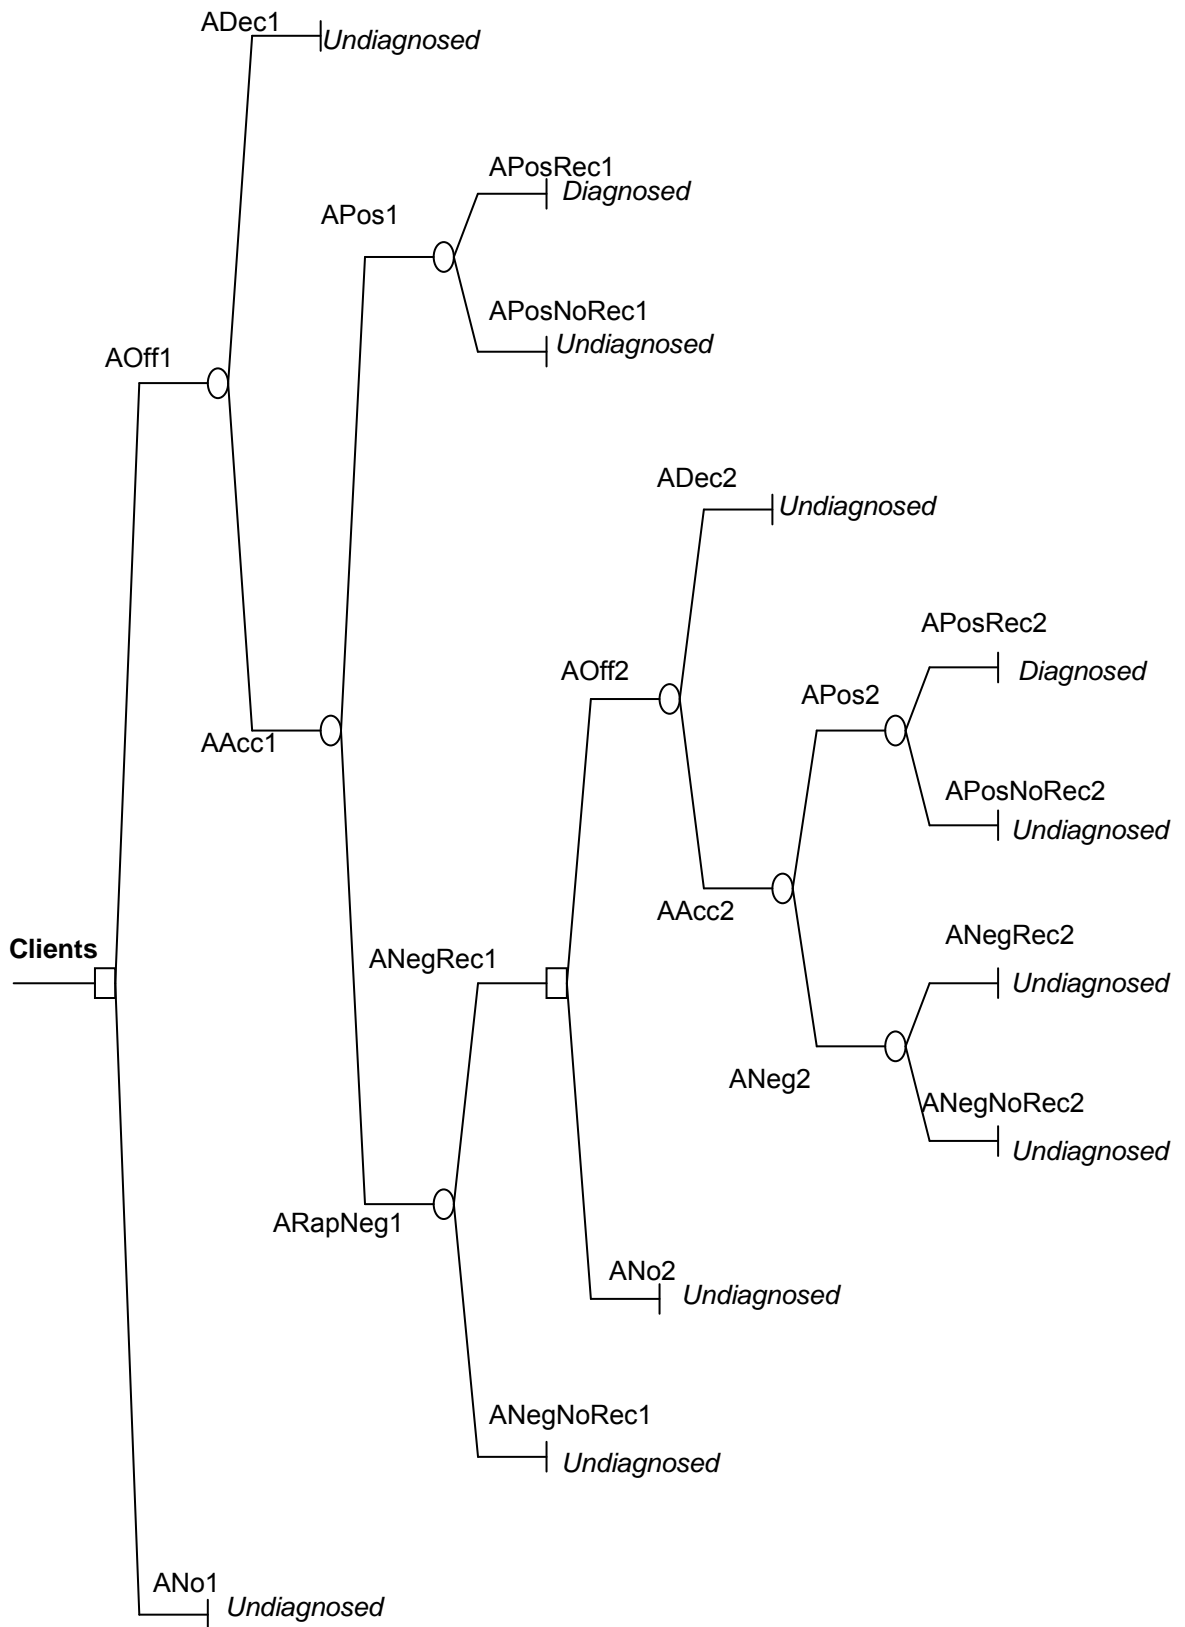 ADec1
Undiagnosed
APosRec1
Diagnosed
APos1
APosNoRec1
Undiagnosed
AOff1
ADec2
Undiagnosed
APosRec2
Diagnosed
AOff2
APos2
AAcc1
APosNoRec2
Undiagnosed
AAcc2
Clients
ANegRec1
ANegRec2
Undiagnosed
ANeg2
ANegNoRec2
Undiagnosed
ARapNeg1
ANo2
Undiagnosed
ANegNoRec1
Undiagnosed
ANo1
Undiagnosed